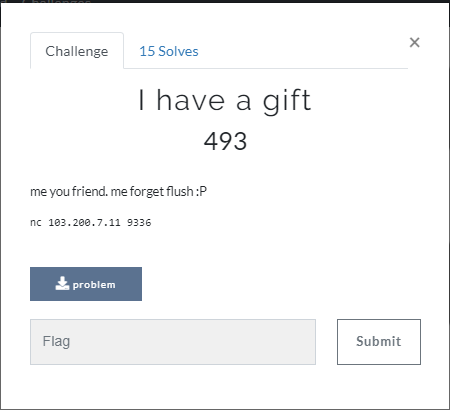 Challenge
15 Solves
×
I have a gift
493
me you friend. me forget flush :P
nc 103.200.7.11 9336
problem
Flag
Submit